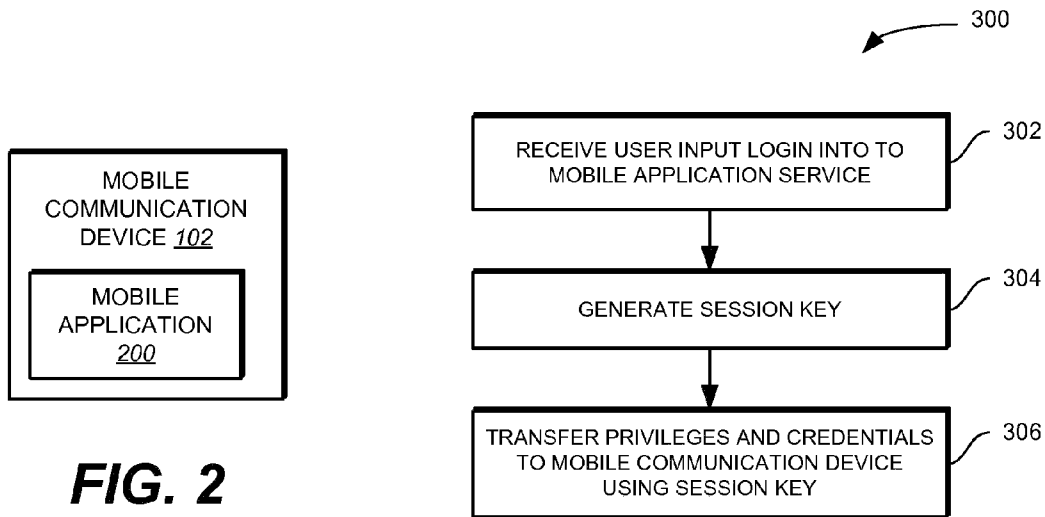 300
MOBILE
COMMUNICATION
DEVICE 102
MOBILE
APPLICATION
200
FIG. 2
RECEIVE USER INPUT LOGIN INTO TO
MOBILE APPLICATION SERVICE
302
GENERATE SESSION KEY
304
TRANSFER PRIVILEGES AND CREDENTIALS
TO MOBILE COMMUNICATION DEVICE
USING SESSION KEY
306